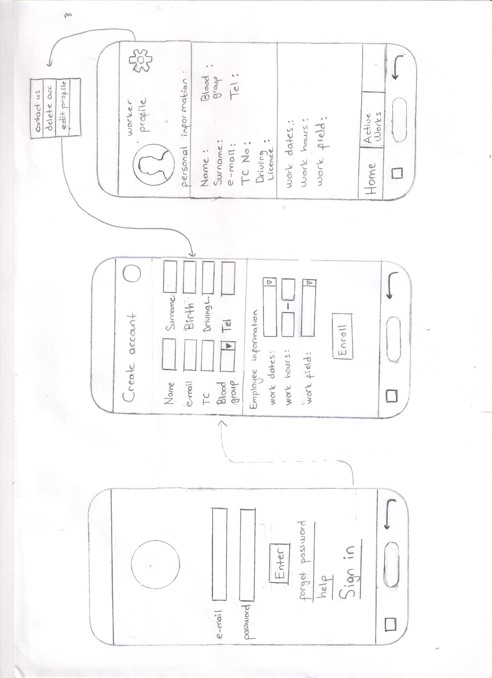 e-mail
password
Enter
forget password
help
Sign in
Create account
Name Surname
e-mail Birth
TC Driving L.
Blood Tel
group
Employee Information
work dates:
work hours: -
work field:
Enroll
worker
profile
personal information:
Name: Blood
Surname: group:
e-mail: Tel:
TC No:
Driving
Licence:
work dates:
work hours:
work field:
Home Active
Works
contact us
delete acc
edit profile